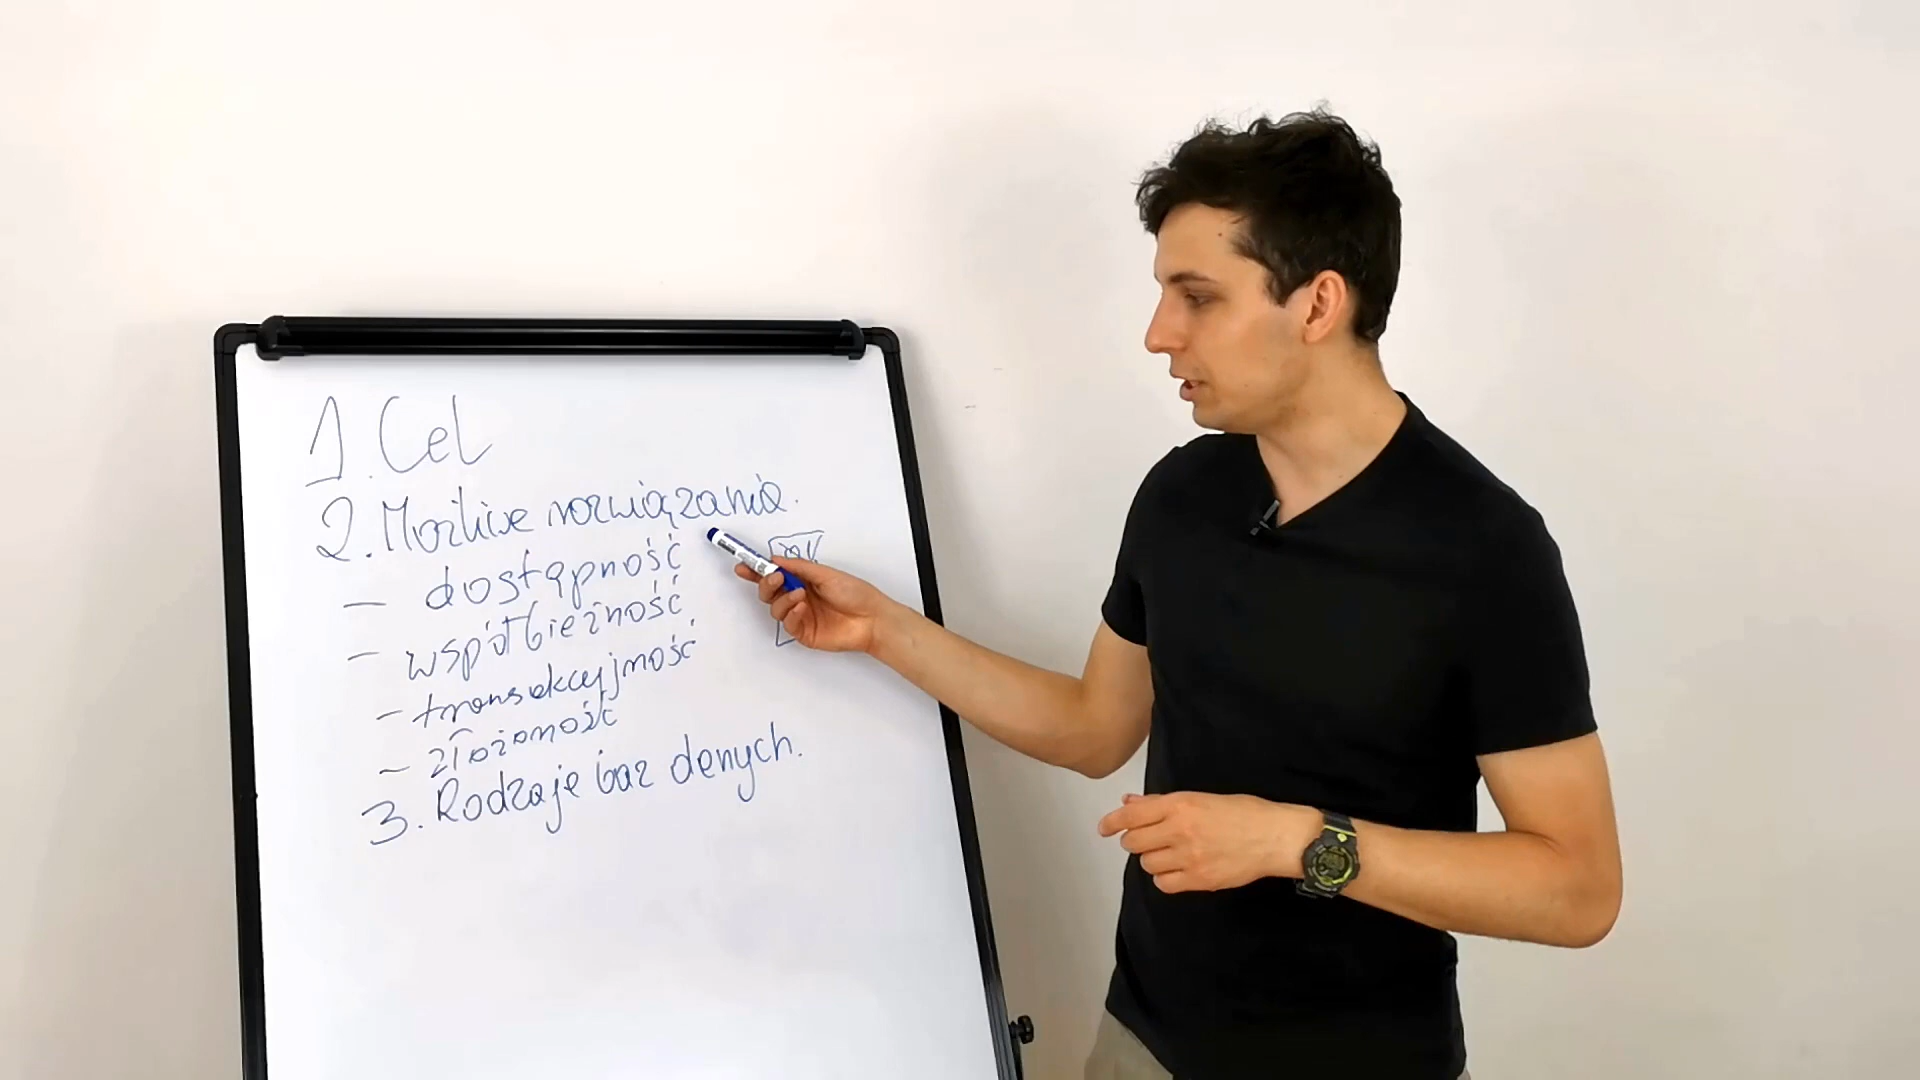 1. Cel
2. Możliwe rozwiązania.
- dostępność
- współbieżność
- transakcyjność
- złożoność
3. Rodzaje baz danych.